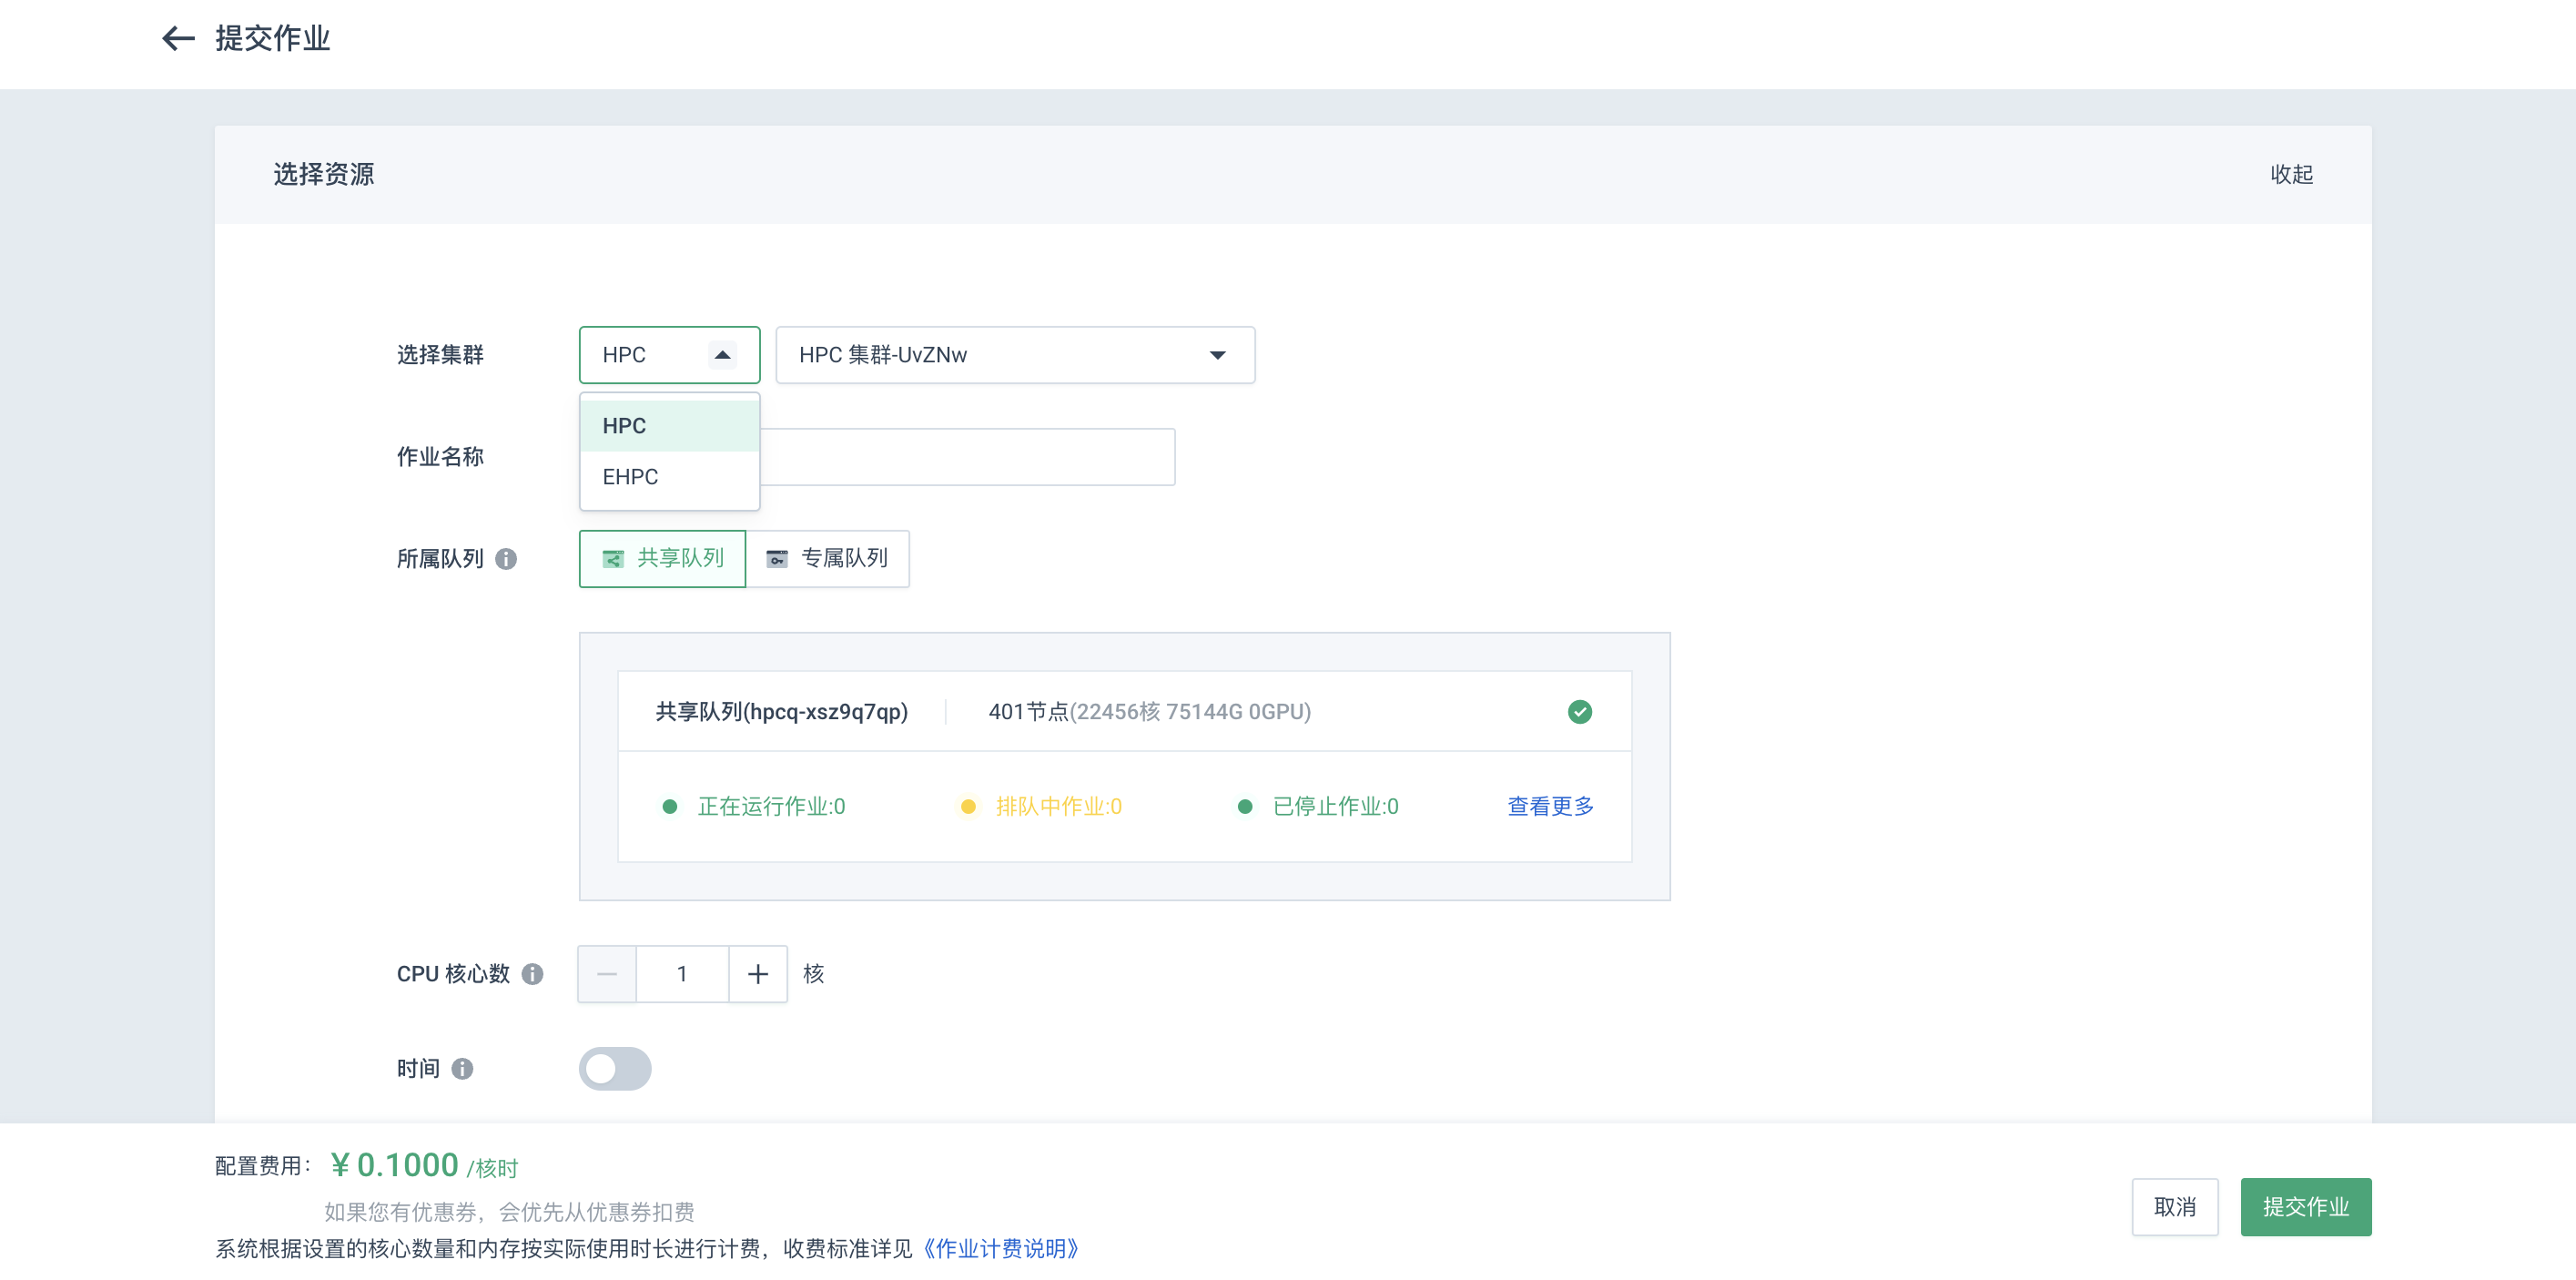 提交作业
选择资源
收起
选择集群
HPC
HPC 集群-UvZNw
HPC
EHPC
作业名称
所属队列
共享队列
专属队列
共享队列(hpcq-xsz9q7qp)
401节点(22456核 75144G 0GPU)
正在运行作业:0
排队中作业:0
已停止作业:0
查看更多
CPU 核心数
1
核
时间
配置费用: ¥ 0.1000 /核时
如果您有优惠券，会优先从优惠券扣费
系统根据设置的核心数量和内存按实际使用时长进行计费，收费标准详见《作业计费说明》
取消
提交作业